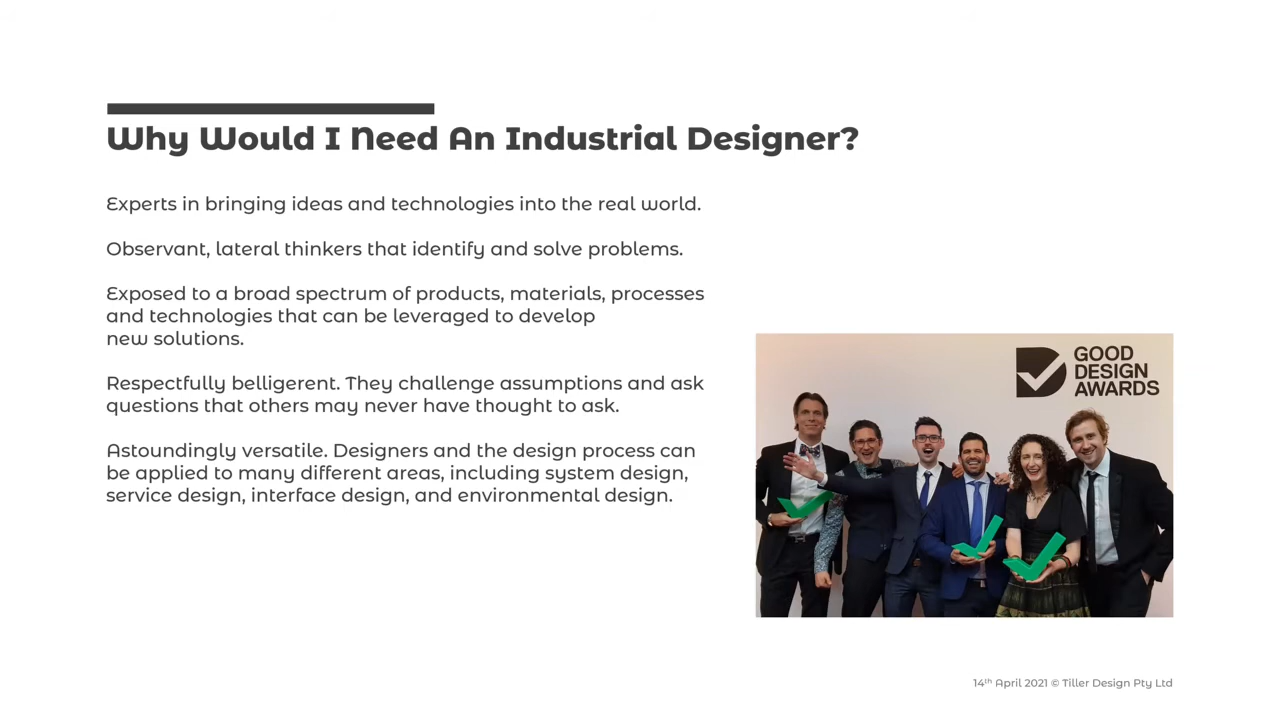 Why Would I Need An Industrial Designer?
Experts in bringing ideas and technologies into the real world.
Observant, lateral thinkers that identify and solve problems.
Exposed to a broad spectrum of products, materials, processes
and technologies that can be leveraged to develop
new solutions.
Respectfully belligerent. They challenge assumptions and ask
questions that others may never have thought to ask.
Astoundingly versatile. Designers and the design process can
be applied to many different areas, including system design,
service design, interface design, and environmental design.
GOOD
DESIGN
AWARDS
14th April 2021 © Tiller Design Pty Ltd